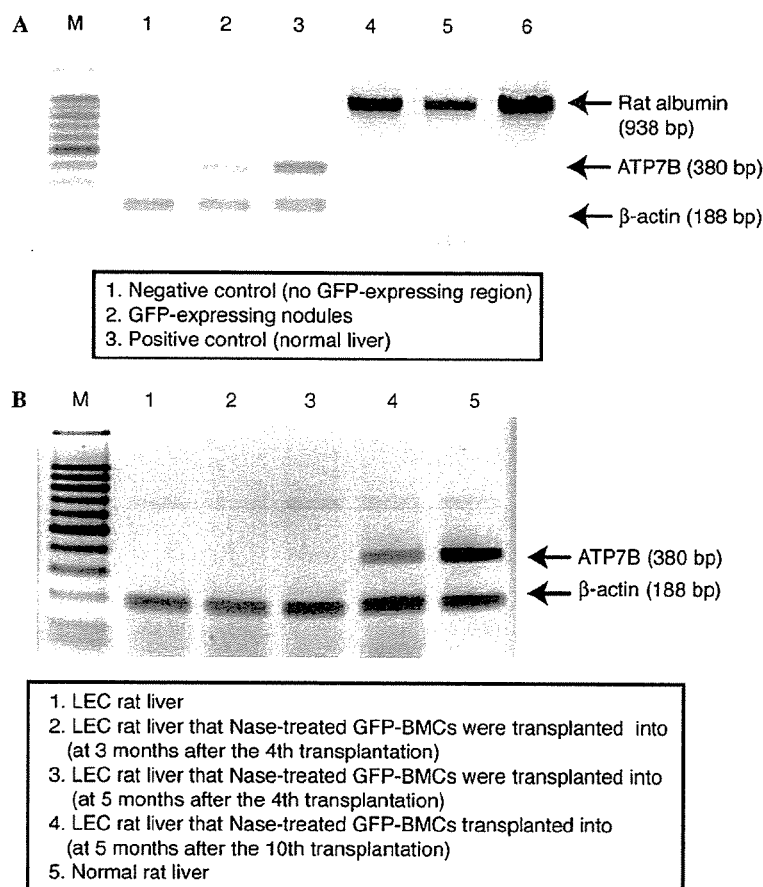 A M 1 2 3 4 5 6
Rat albumin
(938 bp)
ATP7B (380 bp)
β-actin (188 bp)
1. Negative control (no GFP-expressing region)
2. GFP-expressing nodules
3. Positive control (normal liver)
B M 1 2 3 4 5
ATP7B (380 bp)
β-actin (188 bp)
1. LEC rat liver
2. LEC rat liver that Nase-treated GFP-BMCs were transplanted into
(at 3 months after the 4th transplantation)
3. LEC rat liver that Nase-treated GFP-BMCs were transplanted into
(at 5 months after the 4th transplantation)
4. LEC rat liver that Nase-treated GFP-BMCs transplanted into
(at 5 months after the 10th transplantation)
5. Normal rat liver